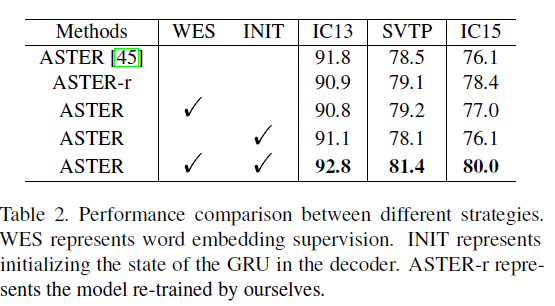 Methods WES INIT IC13 SVTP IC15
ASTER [45] 91.8 78.5 76.1
ASTER-r 90.9 79.1 78.4
ASTER ✓ 90.8 79.2 77.0
ASTER ✓ 91.1 78.1 76.1
ASTER ✓ ✓ 92.8 81.4 80.0
Table 2. Performance comparison between different strategies.
WES represents word embedding supervision. INIT represents
initializing the state of the GRU in the decoder. ASTER-r repre-
sents the model re-trained by ourselves.